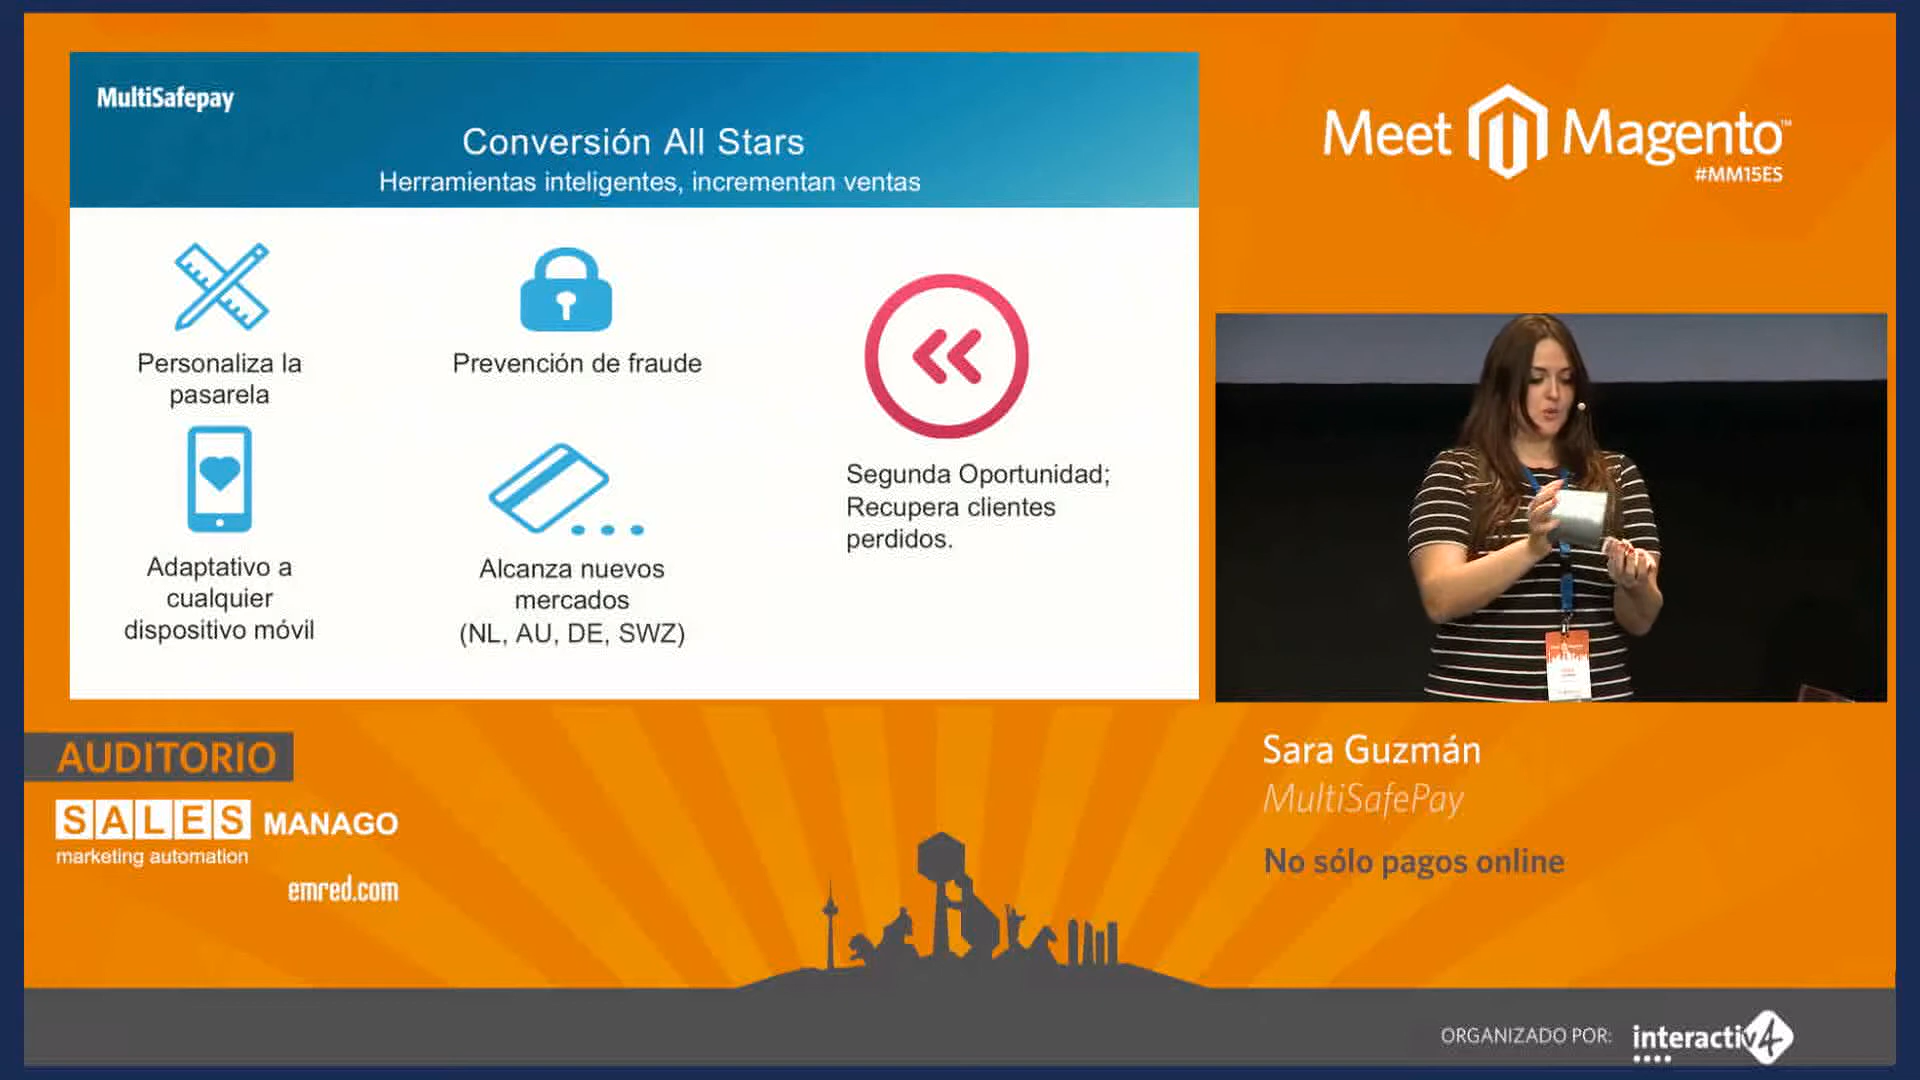 MultiSafepay
Conversión All Stars
Herramientas inteligentes, incrementan ventas
Personaliza la
pasarela
Prevención de fraude
Adaptativo a
cualquier
dispositivo móvil
Alcanza nuevos
mercados
(NL, AU, DE, SWZ)
Segunda Oportunidad;
Recupera clientes
perdidos.
Meet Magento™
#MM15ES
Sara Guzmán
MultiSafePay
No sólo pagos online
AUDITORIO
SALES MANAGO
marketing automation
emred.com
ORGANIZADO POR: interactiv4